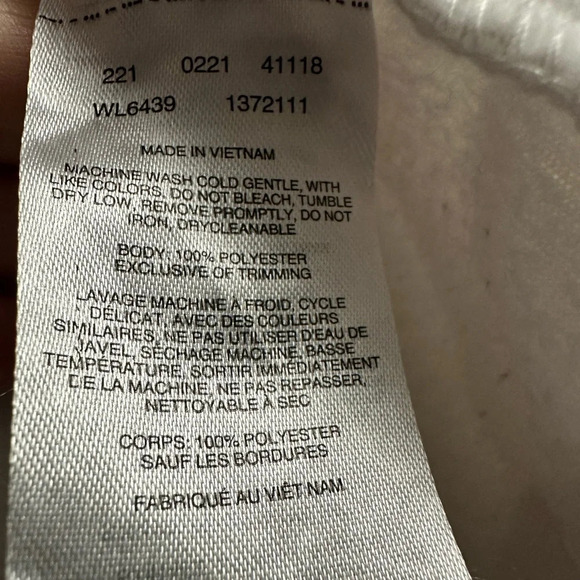 221 0221 41118
WL6439 1372111
MADE IN VIETNAM
MACHINE WASH COLD GENTLE, WITH
LIKE COLORS, DO NOT BLEACH, TUMBLE
DRY LOW, REMOVE PROMPTLY, DO NOT
IRON, DRYCLEANABLE
BODY: 100% POLYESTER
EXCLUSIVE OF TRIMMING
LAVAGE MACHINE À FROID, CYCLE
DÉLICAT, AVEC DES COULEURS
SIMILAIRES, NE PAS UTILISER D'EAU DE
JAVEL, SÉCHAGE MACHINE, BASSE
TEMPÉRATURE, SORTIR IMMÉDIATEMENT
DE LA MACHINE, NE PAS REPASSER,
NETTOYABLE À SEC
CORPS: 100% POLYESTER
SAUF LES BORDURES
FABRIQUÉ AU VIÊT NAM